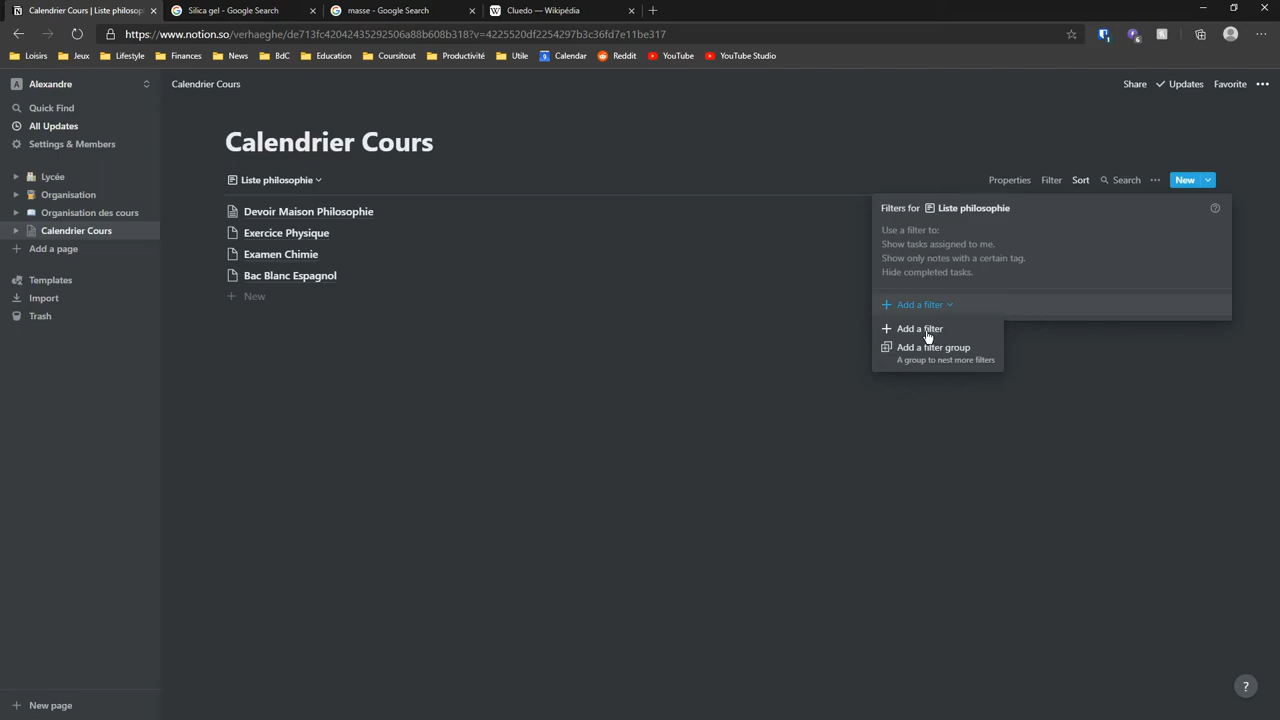 Calendrier Cours | Liste philosop
Silica gel - Google Search
masse - Google Search
Cluedo — Wikipédia
https://www.notion.so/verhaeghe/de713fc42042435292506a88b608b318?v=4225520df2254297b3c36fd7e11be317
Loisirs
Jeux
Lifestyle
Finances
News
BdC
Education
Coursitout
Productivité
Utile
Calendar
Reddit
YouTube
YouTube Studio
A Alexandre
Calendrier Cours
Share
Updates
Favorite
Quick Find
All Updates
Settings & Members
Lycée
Organisation
Organisation des cours
Calendrier Cours
Add a page
Templates
Import
Trash
New page
Calendrier Cours
Liste philosophie
Properties
Filter
Sort
Search
New
Devoir Maison Philosophie
Exercice Physique
Examen Chimie
Bac Blanc Espagnol
New
Filters for Liste philosophie
Use a filter to:
Show tasks assigned to me.
Show only notes with a certain tag.
Hide completed tasks.
Add a filter
Add a filter
Add a filter group
A group to nest more filters
?